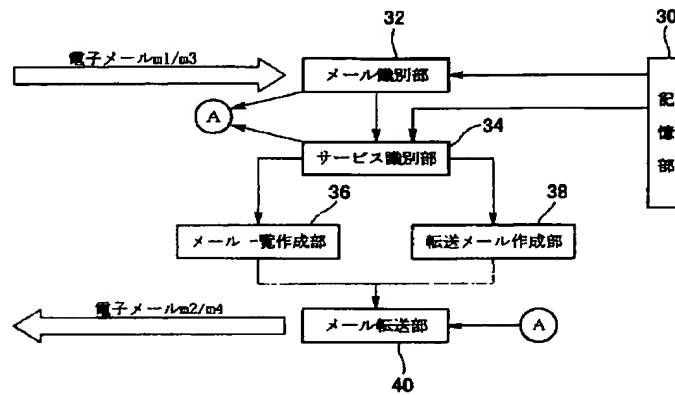 32
30
電子メールm1/m3
メール識別部
記憶部
A
34
サービス識別部
36
38
メール一覧作成部
転送メール作成部
電子メールm2/m4
メール転送部
A
40